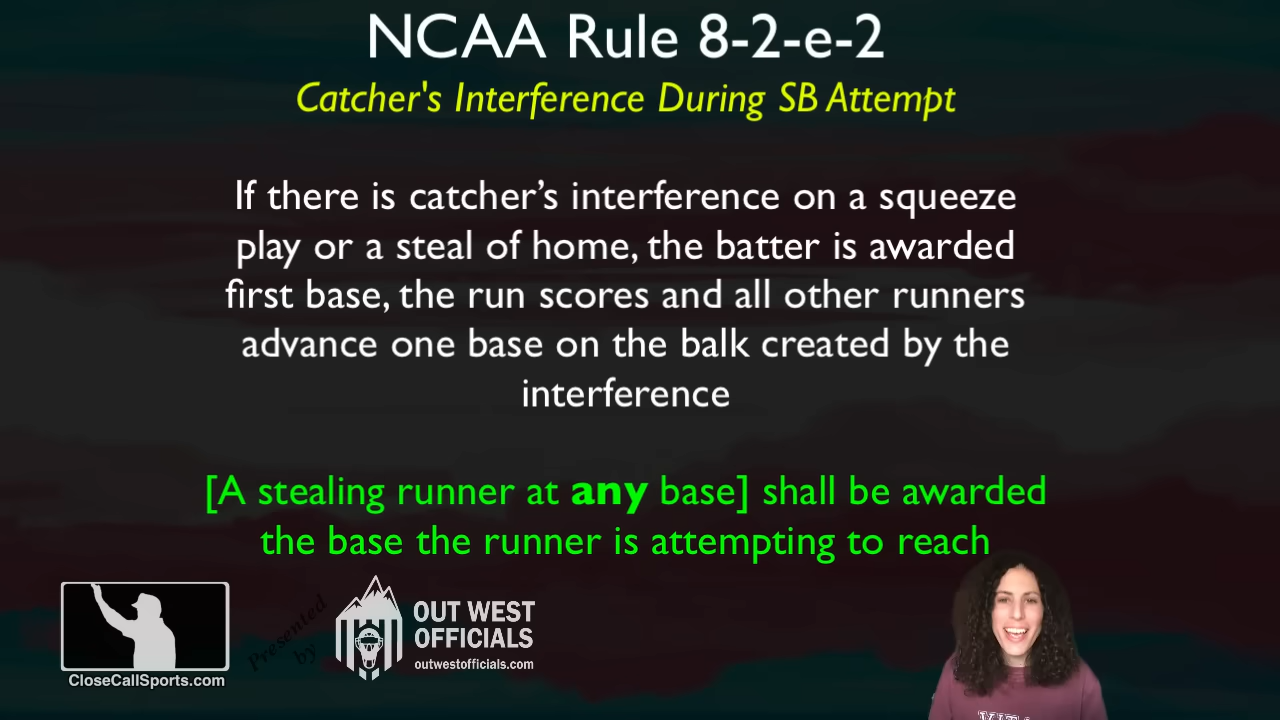 NCAA Rule 8-2-e-2
Catcher's Interference During SB Attempt
If there is catcher’s interference on a squeeze
play or a steal of home, the batter is awarded
first base, the run scores and all other runners
advance one base on the balk created by the
interference
[A stealing runner at any base] shall be awarded
the base the runner is attempting to reach
CloseCallSports.com
Presented
by
OUT WEST
OFFICIALS
outwestofficials.com